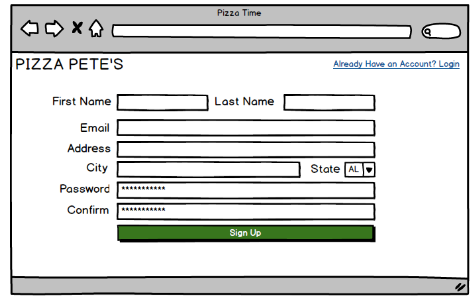 Pizza Time
PIZZA PETE'S
Already Have an Account? Login
First Name Last Name
Email
Address
City State AL
Password ***********
Confirm ***********
Sign Up